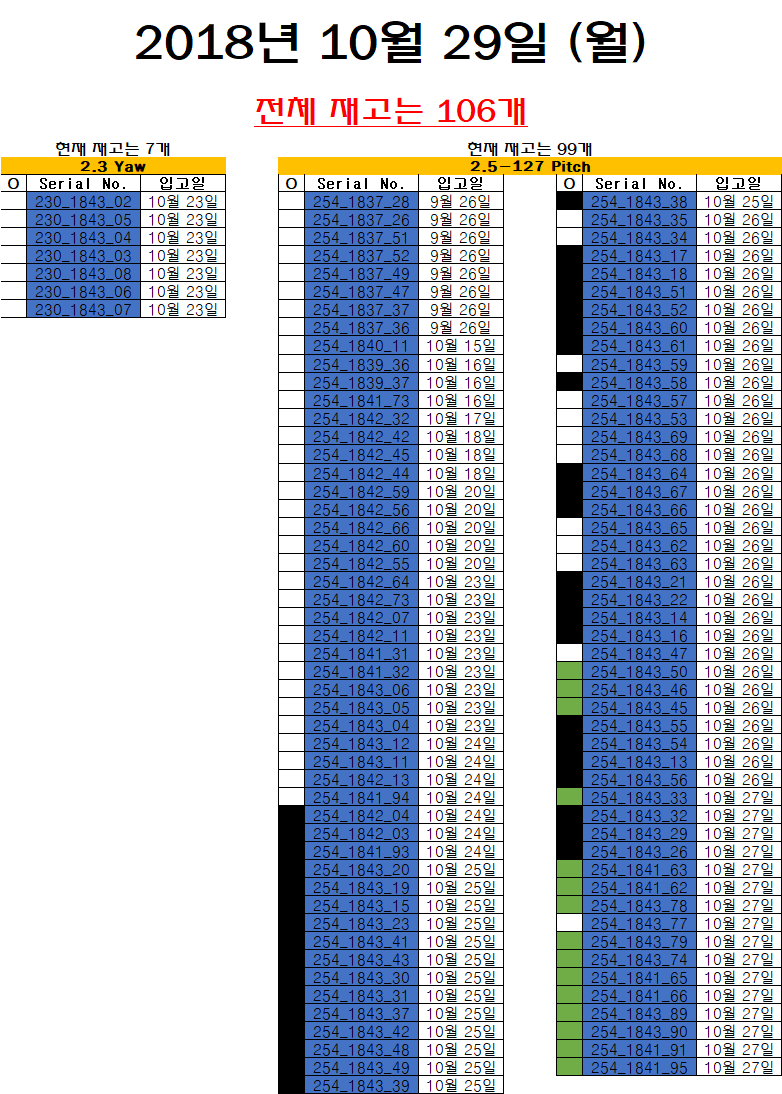 2018년 10월 29일 (월)
전체 재고는 106개
현재 재고는 7개
2.3 Yaw
O Serial No. 입고일
230_1843_02 10월 23일
230_1843_05 10월 23일
230_1843_04 10월 23일
230_1843_03 10월 23일
230_1843_08 10월 23일
230_1843_06 10월 23일
230_1843_07 10월 23일
현재 재고는 99개
2.5-127 Pitch
O Serial No. 입고일
254_1837_28 9월 26일
254_1837_26 9월 26일
254_1837_51 9월 26일
254_1837_52 9월 26일
254_1837_49 9월 26일
254_1837_47 9월 26일
254_1837_37 9월 26일
254_1837_36 9월 26일
254_1840_11 10월 15일
254_1839_36 10월 16일
254_1839_37 10월 16일
254_1841_73 10월 16일
254_1842_32 10월 17일
254_1842_42 10월 18일
254_1842_45 10월 18일
254_1842_44 10월 18일
254_1842_59 10월 20일
254_1842_56 10월 20일
254_1842_66 10월 20일
254_1842_60 10월 20일
254_1842_55 10월 20일
254_1842_64 10월 23일
254_1842_73 10월 23일
254_1842_07 10월 23일
254_1842_11 10월 23일
254_1841_31 10월 23일
254_1841_32 10월 23일
254_1843_06 10월 23일
254_1843_05 10월 23일
254_1843_04 10월 23일
254_1843_12 10월 24일
254_1843_11 10월 24일
254_1842_13 10월 24일
254_1841_94 10월 24일
254_1842_04 10월 24일
254_1842_03 10월 24일
254_1841_93 10월 24일
254_1843_20 10월 25일
254_1843_19 10월 25일
254_1843_15 10월 25일
254_1843_23 10월 25일
254_1843_41 10월 25일
254_1843_43 10월 25일
254_1843_30 10월 25일
254_1843_31 10월 25일
254_1843_37 10월 25일
254_1843_42 10월 25일
254_1843_48 10월 25일
254_1843_49 10월 25일
254_1843_39 10월 25일
O Serial No. 입고일
254_1843_38 10월 25일
254_1843_35 10월 26일
254_1843_34 10월 26일
254_1843_17 10월 26일
254_1843_18 10월 26일
254_1843_51 10월 26일
254_1843_52 10월 26일
254_1843_60 10월 26일
254_1843_61 10월 26일
254_1843_59 10월 26일
254_1843_58 10월 26일
254_1843_57 10월 26일
254_1843_53 10월 26일
254_1843_69 10월 26일
254_1843_68 10월 26일
254_1843_64 10월 26일
254_1843_67 10월 26일
254_1843_66 10월 26일
254_1843_65 10월 26일
254_1843_62 10월 26일
254_1843_63 10월 26일
254_1843_21 10월 26일
254_1843_22 10월 26일
254_1843_14 10월 26일
254_1843_16 10월 26일
254_1843_47 10월 26일
254_1843_50 10월 26일
254_1843_46 10월 26일
254_1843_45 10월 26일
254_1843_55 10월 26일
254_1843_54 10월 26일
254_1843_13 10월 26일
254_1843_56 10월 26일
254_1843_33 10월 27일
254_1843_32 10월 27일
254_1843_29 10월 27일
254_1843_26 10월 27일
254_1841_63 10월 27일
254_1841_62 10월 27일
254_1843_78 10월 27일
254_1843_77 10월 27일
254_1843_79 10월 27일
254_1843_74 10월 27일
254_1841_65 10월 27일
254_1841_66 10월 27일
254_1843_89 10월 27일
254_1843_90 10월 27일
254_1841_91 10월 27일
254_1841_95 10월 27일